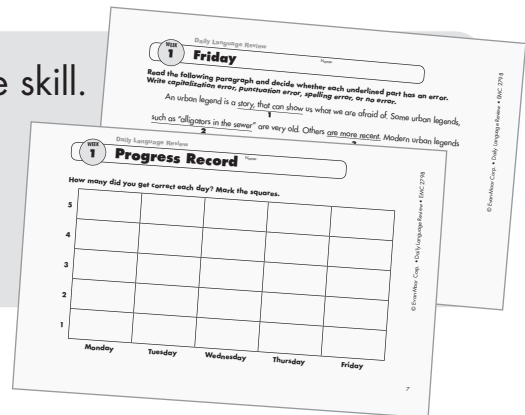 e skill.
Daily Language Review
WEEK
1
Friday
Name
Read the following paragraph and decide whether each underlined part has an error.
Write capitalization error, punctuation error, spelling error, or no error.
An urban legend is a story, that can show us what we are afraid of. Some urban legends,
1
such as “alligators in the sewer” are very old. Others are more recent. Modern urban legends
2
© Evan-Moor Corp. • Daily Language Review • EMC 2798
Daily Language Review
WEEK
1
Progress Record
Name
How many did you get correct each day? Mark the squares.
5
4
3
2
1
Monday
Tuesday
Wednesday
Thursday
Friday
© Evan-Moor Corp. • Daily Language Review • EMC 2798
7